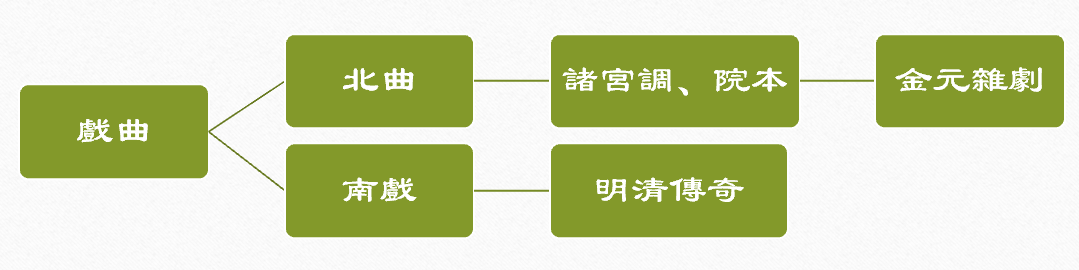 戲曲
北曲
諸宮調、院本
金元雜劇
南戲
明清傳奇